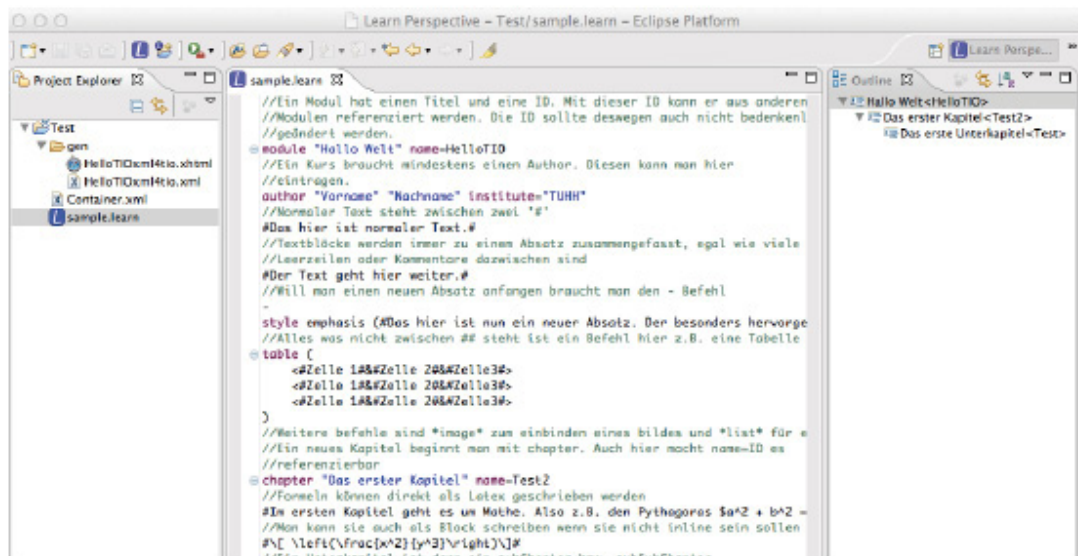 Learn Perspective – Test/sample.learn – Eclipse Platform
Learn Perspe...
Project Explorer
Test
gen
HelloTIOxml4tio.xhtml
HelloTIOxml4tio.xml
Container.xml
sample.learn
sample.learn
//Ein Modul hat einen Titel und eine ID. Mit dieser ID kann er aus anderen
//Modulen referenziert werden. Die ID sollte deswegen auch nicht bedenkenl
//geändert werden.
module "Hallo Welt" name=HelloTIO
//Ein Kurs braucht mindestens einen Author. Diesen kann man hier
//eintragen.
author "Vorname" "Nachname" institute="TUHH"
//Normaler Text steht zwischen zwei '#'
#Das hier ist normaler Text.#
//Textblöcke werden immer zu einem Absatz zusammengefasst, egal wie viele
//Leerzeilen oder Kommentare dazwischen sind
#Der Text geht hier weiter.#
//Will man einen neuen Absatz anfangen braucht man den - Befehl
-
style emphasis (#Das hier ist nun ein neuer Absatz. Der besonders hervorge
//Alles was nicht zwischen ## steht ist ein Befehl hier z.B. eine Tabelle
table (
<#Zelle 1#&#Zelle 2#&#Zelle3#>
<#Zelle 1#&#Zelle 2#&#Zelle3#>
<#Zelle 1#&#Zelle 2#&#Zelle3#>
)
//Weitere befehle sind *image* zum einbinden eines bildes und *list* für e
//Ein neues Kapitel beginnt man mit chapter. Auch hier macht name=ID es
//referenzierbar
chapter "Das erster Kapitel" name=Test2
//Formeln können direkt als Latex geschrieben werden
#Im ersten Kapitel geht es um Mathe. Also z.B. den Pythagoras $a^2 + b^2 =
//Man kann sie auch als Block schreiben wenn sie nicht inline sein sollen
#\[ \left(\frac{x^2}{y^3}\right)\]#
Outline
Hallo Welt<HelloTIO>
Das erster Kapitel<Test2>
Das erste Unterkapitel<Test>